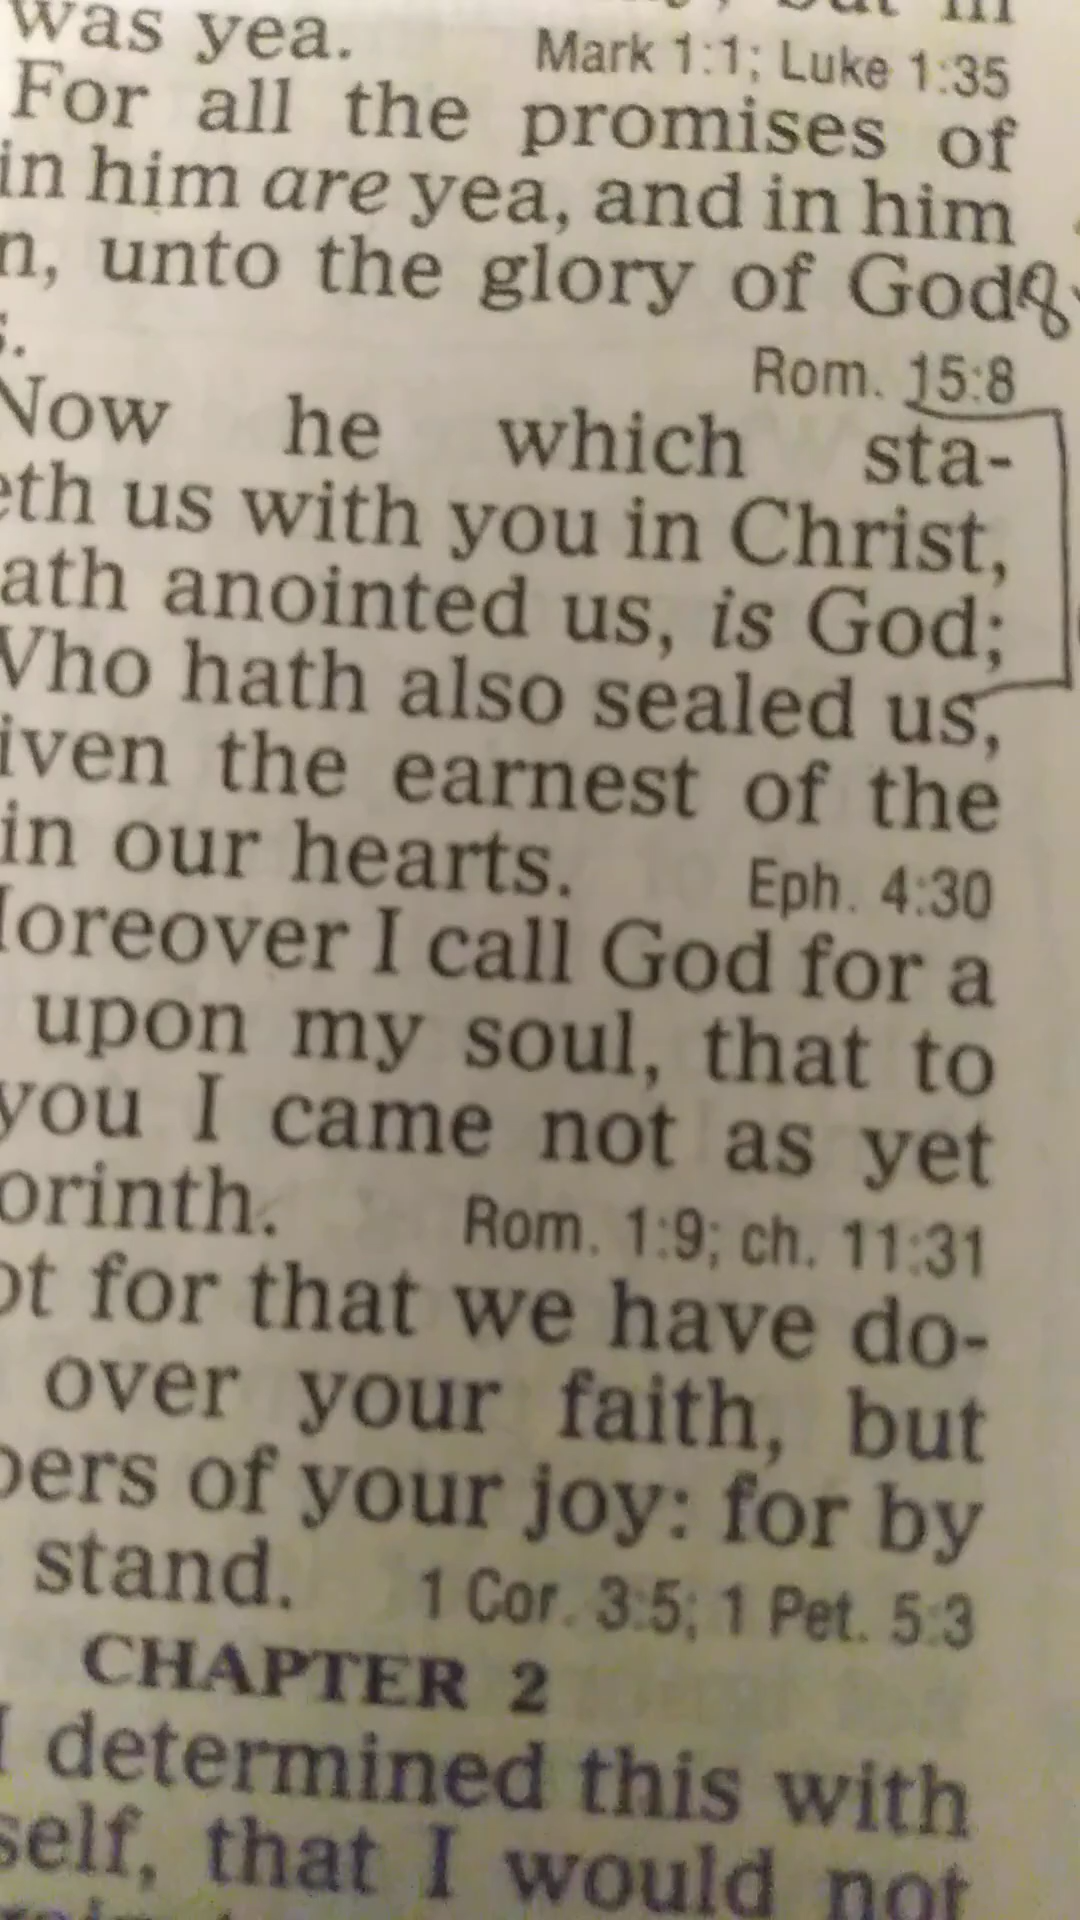 was yea. Mark 1:1; Luke 1:35
For all the promises of
in him are yea, and in him
n, unto the glory of God
s.
Rom. 15:8
Now he which sta-
eth us with you in Christ,
ath anointed us, is God;
Who hath also sealed us,
iven the earnest of the
in our hearts. Eph. 4:30
oreover I call God for a
upon my soul, that to
you I came not as yet
orinth. Rom. 1:9; ch. 11:31
ot for that we have do-
over your faith, but
pers of your joy: for by
stand. 1 Cor. 3:5; 1 Pet. 5:3
CHAPTER 2
I determined this with
self, that I would not